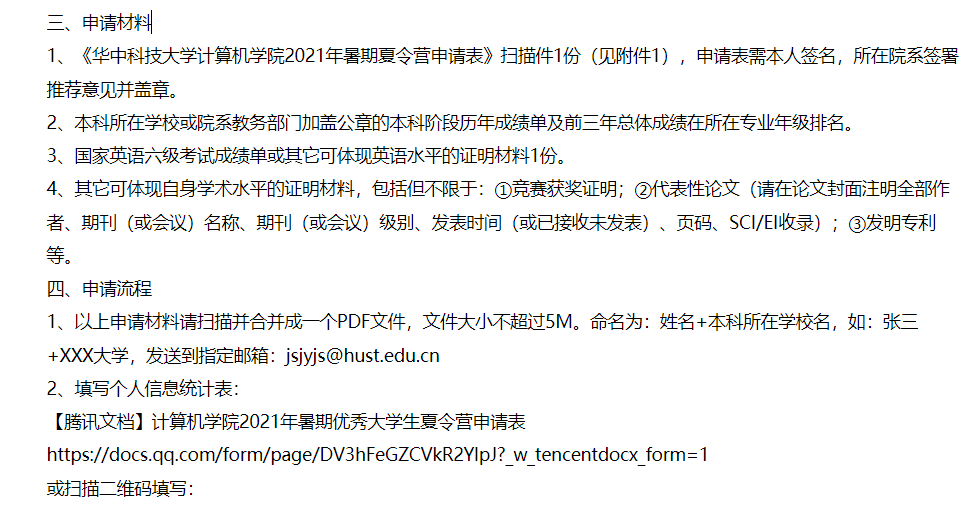 三、申请材料
1、《华中科技大学计算机学院2021年暑期夏令营申请表》扫描件1份（见附件1），申请表需本人签名，所在院系签署
推荐意见并盖章。
2、本科所在学校或院系教务部门加盖公章的本科阶段历年成绩单及前三年总体成绩在所在专业年级排名。
3、国家英语六级考试成绩单或其它可体现英语水平的证明材料1份。
4、其它可体现自身学术水平的证明材料，包括但不限于：①竞赛获奖证明；②代表性论文（请在论文封面注明全部作
者、期刊（或会议）名称、期刊（或会议）级别、发表时间（或已接收未发表）、页码、SCI/EI收录）；③发明专利
等。
四、申请流程
1、以上申请材料请扫描并合并成一个PDF文件，文件大小不超过5M。命名为：姓名+本科所在学校名，如：张三
+XXX大学，发送到指定邮箱：jsjyjs@hust.edu.cn
2、填写个人信息统计表：
【腾讯文档】计算机学院2021年暑期优秀大学生夏令营申请表
https://docs.qq.com/form/page/DV3hFeGZCVkR2YlpJ?_w_tencentdocx_form=1
或扫描二维码填写：